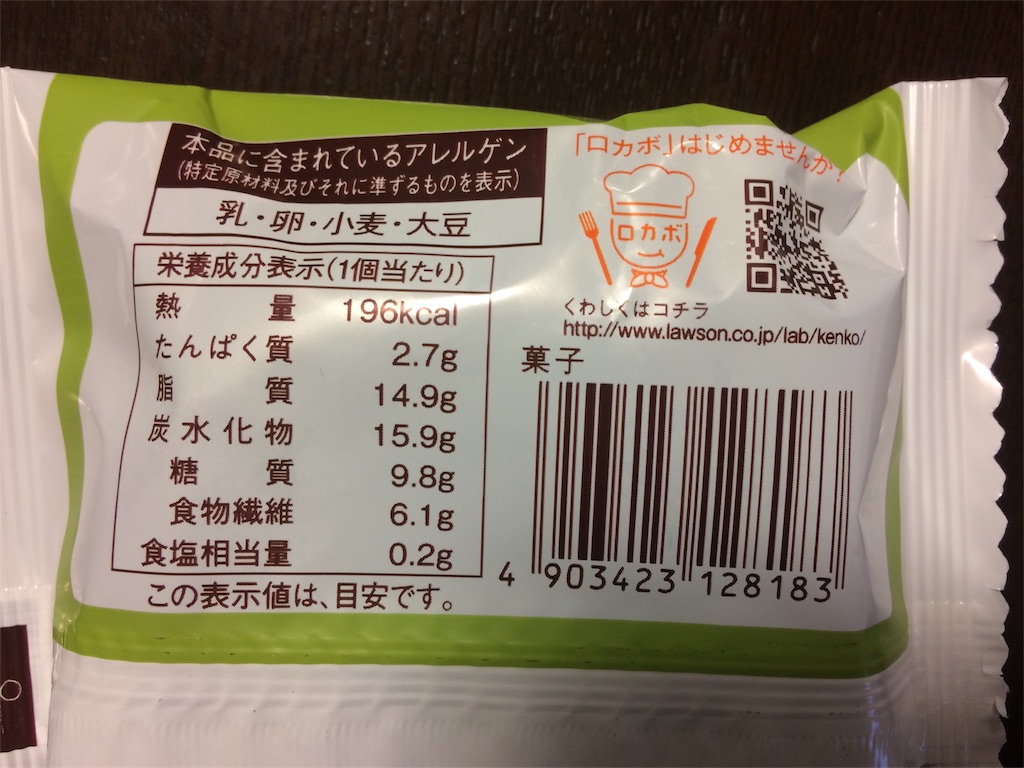 本品に含まれているアレルゲン
(特定原材料及びそれに準ずるものを表示)
乳・卵・小麦・大豆
栄養成分表示(1個当たり)
熱量 196kcal
たんぱく質 2.7g
脂質 14.9g
炭水化物 15.9g
糖質 9.8g
食物繊維 6.1g
食塩相当量 0.2g
この表示値は、目安です。
「ロカボ」はじめませんか?
ロカボ
くわしくはコチラ
http://www.lawson.co.jp/lab/kenko/
菓子
4 903423 128183